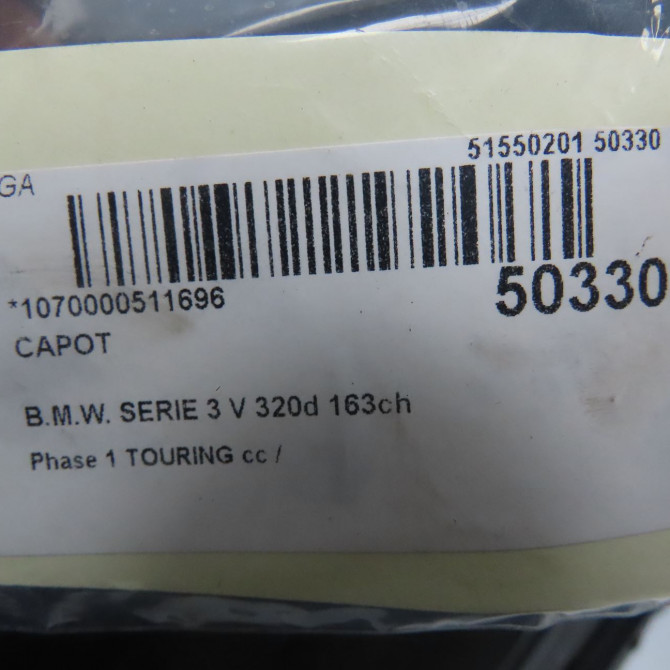 51550201 50330
GA
*1070000511696
50330
CAPOT
B.M.W. SERIE 3 V 320d 163ch
Phase 1 TOURING cc /